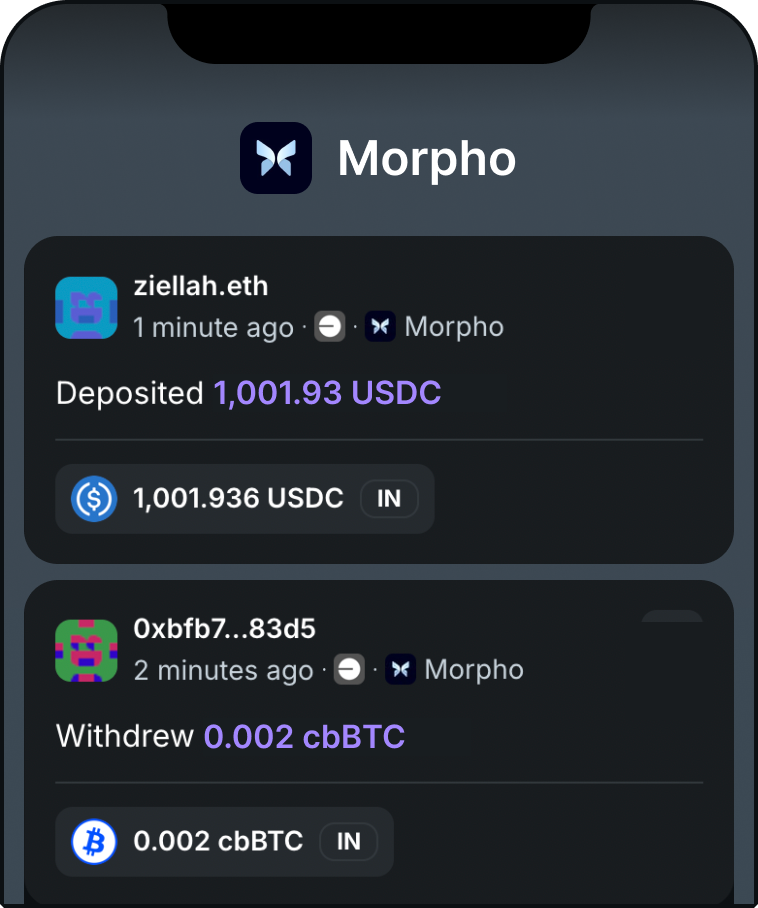 Morpho
ziellah.eth
1 minute ago · · Morpho
Deposited 1,001.93 USDC
1,001.936 USDC IN
0xbfb7...83d5
2 minutes ago · · Morpho
Withdrew 0.002 cbBTC
0.002 cbBTC IN